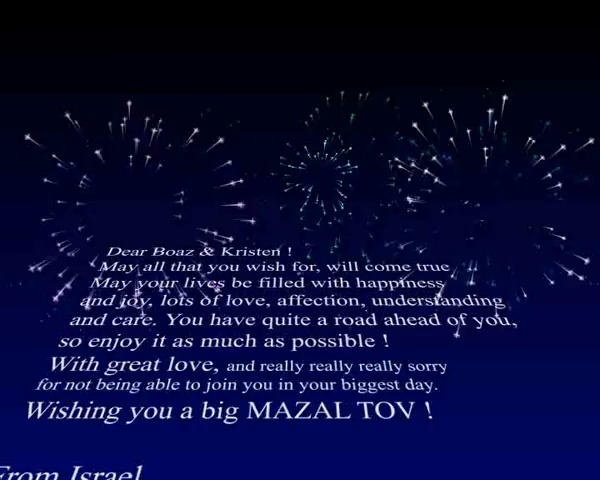 Dear Boaz & Kristen !
May all that you wish for, will come true
May your lives be filled with happiness
and joy, lots of love, affection, understanding
and care. You have quite a road ahead of you,
so enjoy it as much as possible !
With great love, and really really really sorry
for not being able to join you in your biggest day.
Wishing you a big MAZAL TOV !
From Israel